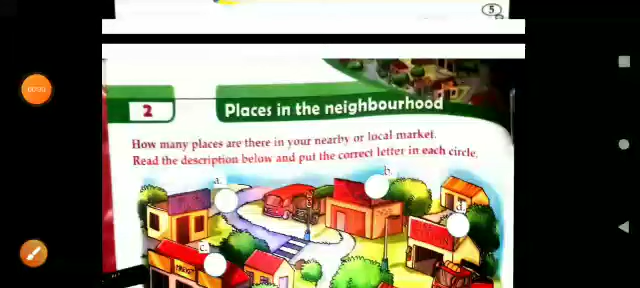 5
2
Places in the neighbourhood
How many places are there in your nearby or local market.
Read the description below and put the correct letter in each circle.
a.
b.
c.
d.